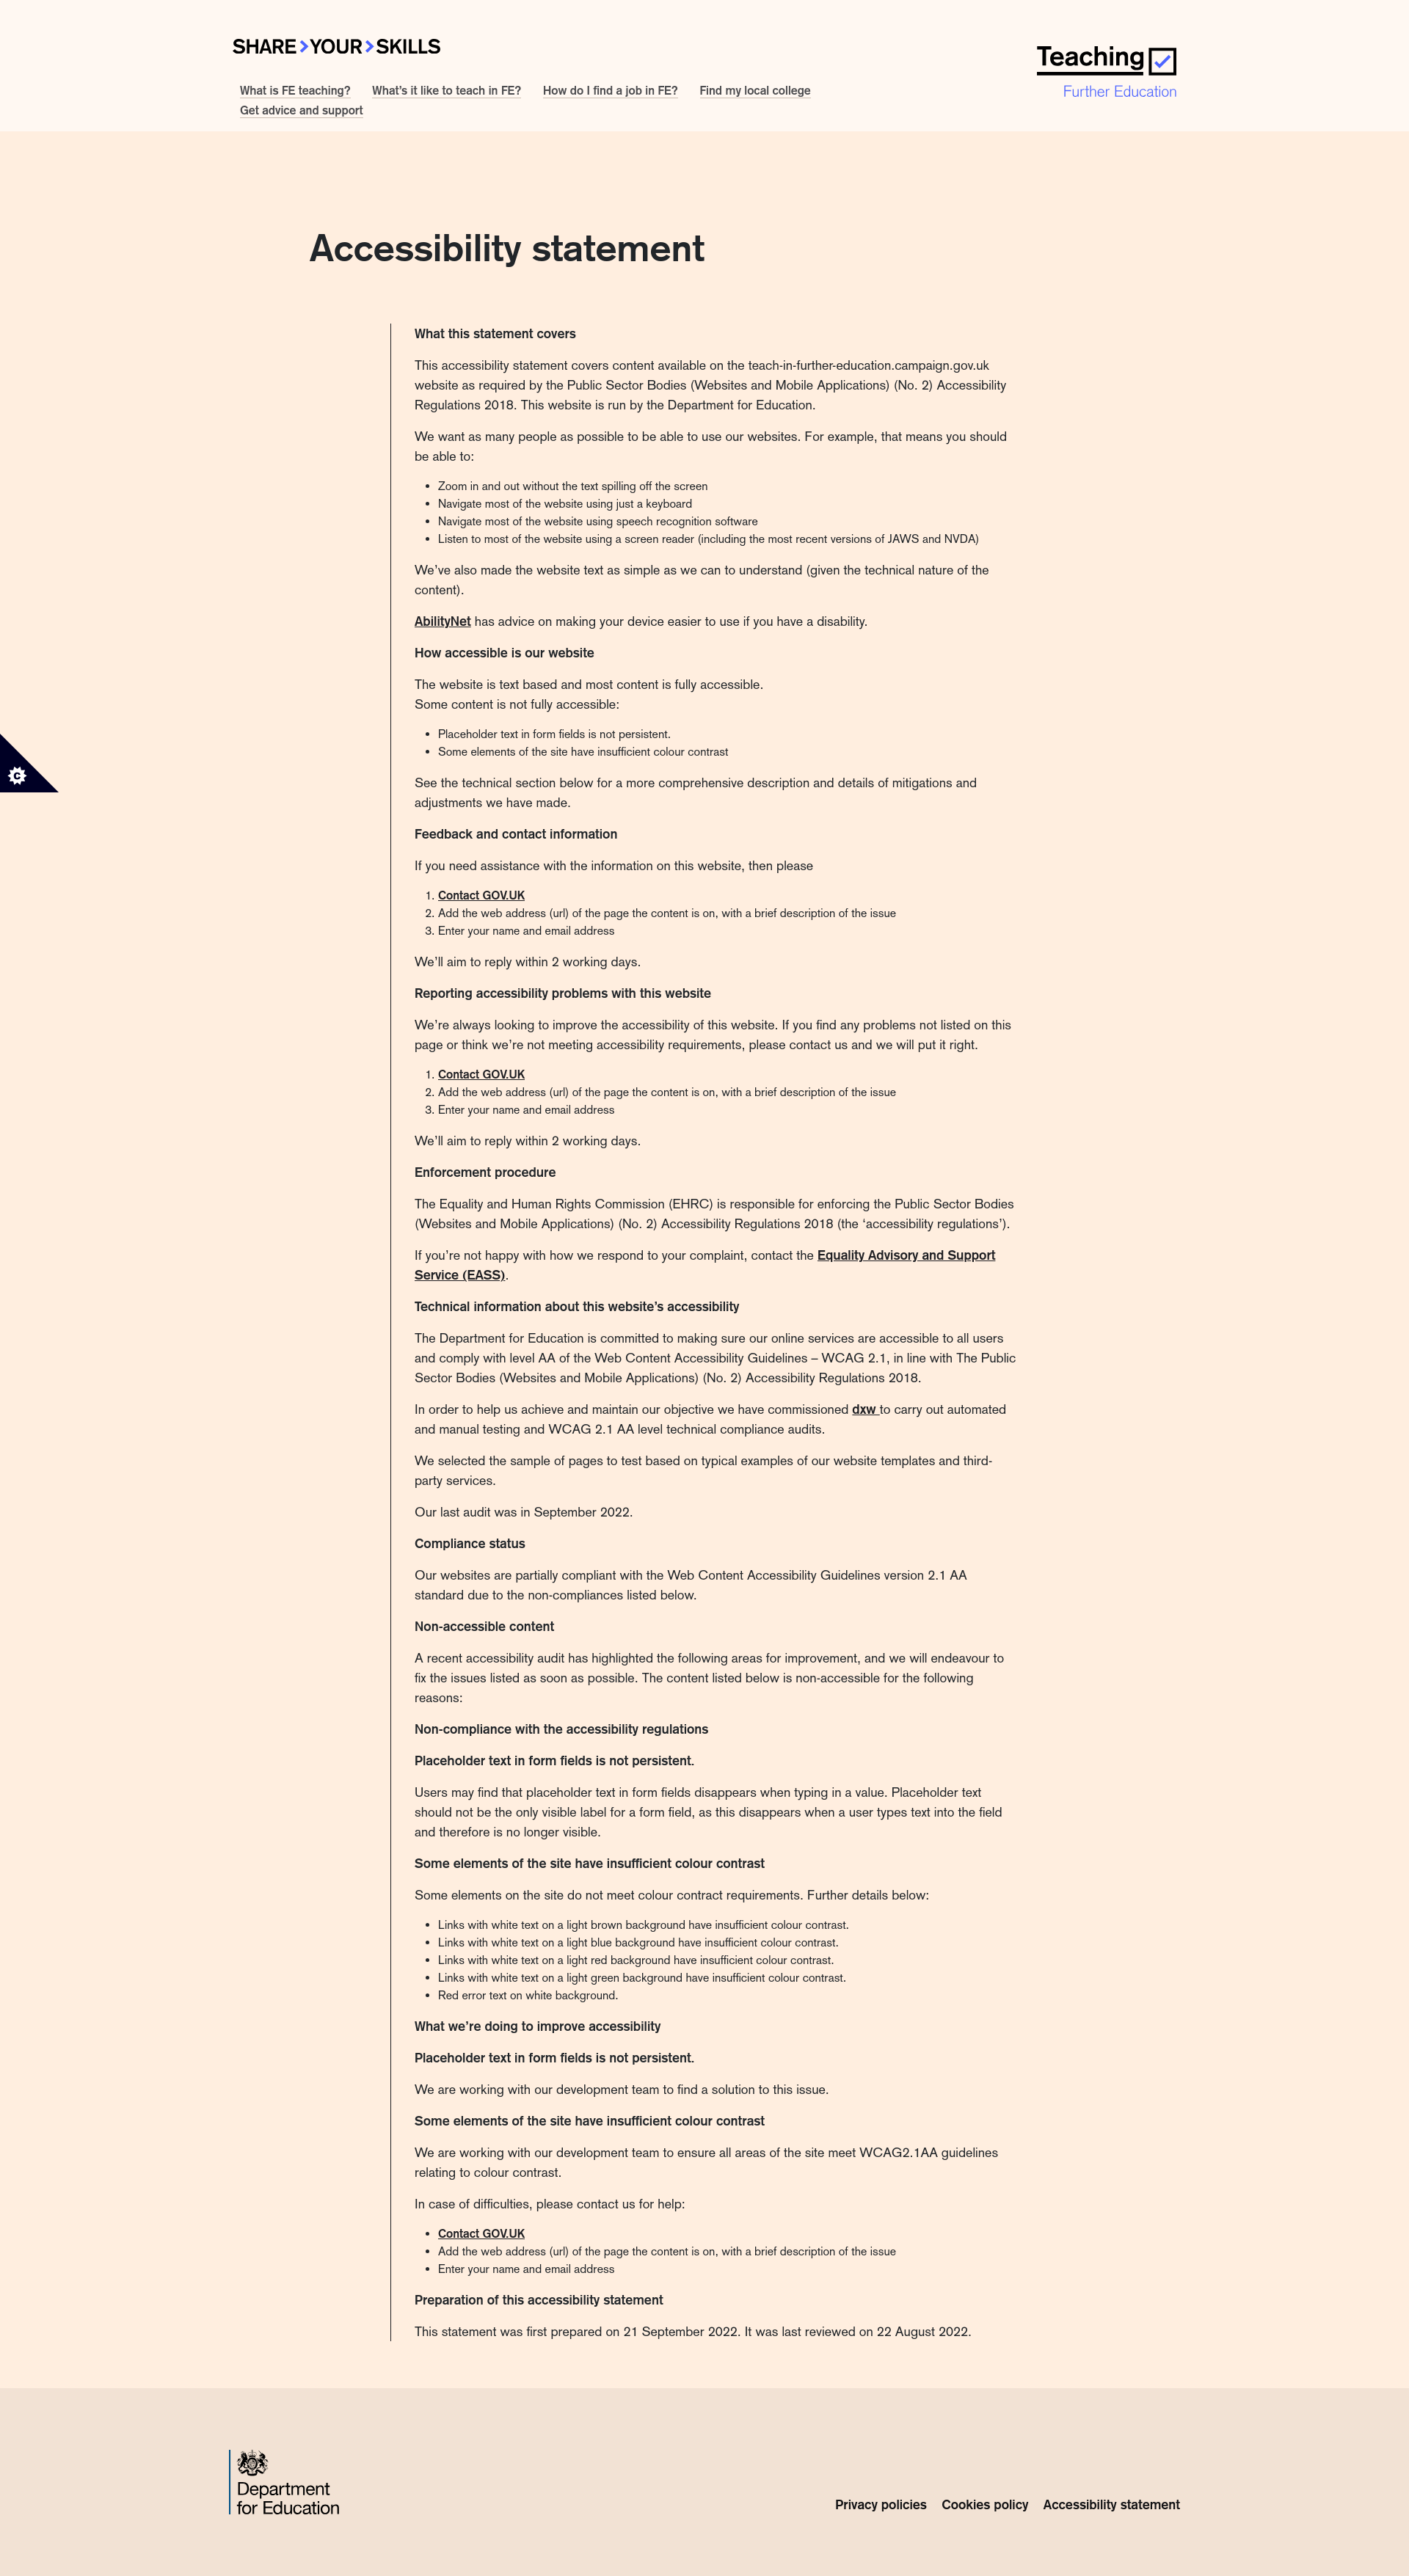 SHARE YOUR SKILLS
Teaching
Further Education
What is FE teaching? What's it like to teach in FE? How do I find a job in FE? Find my local college
Get advice and support
Accessibility statement
What this statement covers
This accessibility statement covers content available on the teach-in-further-education.campaign.gov.uk
website as required by the Public Sector Bodies (Websites and Mobile Applications) (No. 2) Accessibility
Regulations 2018. This website is run by the Department for Education.
We want as many people as possible to be able to use our websites. For example, that means you should
be able to:
• Zoom in and out without the text spilling off the screen
• Navigate most of the website using just a keyboard
• Navigate most of the website using speech recognition software
• Listen to most of the website using a screen reader (including the most recent versions of JAWS and NVDA)
We've also made the website text as simple as we can to understand (given the technical nature of the
content).
AbilityNet has advice on making your device easier to use if you have a disability.
How accessible is our website
The website is text based and most content is fully accessible.
Some content is not fully accessible:
• Placeholder text in form fields is not persistent.
• Some elements of the site have insufficient colour contrast
See the technical section below for a more comprehensive description and details of mitigations and
adjustments we have made.
Feedback and contact information
If you need assistance with the information on this website, then please
1. Contact GOV.UK
2. Add the web address (url) of the page the content is on, with a brief description of the issue
3. Enter your name and email address
We'll aim to reply within 2 working days.
Reporting accessibility problems with this website
We're always looking to improve the accessibility of this website. If you find any problems not listed on this
page or think we're not meeting accessibility requirements, please contact us and we will put it right.
1. Contact GOV.UK
2. Add the web address (url) of the page the content is on, with a brief description of the issue
3. Enter your name and email address
We'll aim to reply within 2 working days.
Enforcement procedure
The Equality and Human Rights Commission (EHRC) is responsible for enforcing the Public Sector Bodies
(Websites and Mobile Applications) (No. 2) Accessibility Regulations 2018 (the ‘accessibility regulations’).
If you're not happy with how we respond to your complaint, contact the Equality Advisory and Support
Service (EASS).
Technical information about this website's accessibility
The Department for Education is committed to making sure our online services are accessible to all users
and comply with level AA of the Web Content Accessibility Guidelines – WCAG 2.1, in line with The Public
Sector Bodies (Websites and Mobile Applications) (No. 2) Accessibility Regulations 2018.
In order to help us achieve and maintain our objective we have commissioned dxw to carry out automated
and manual testing and WCAG 2.1 AA level technical compliance audits.
We selected the sample of pages to test based on typical examples of our website templates and third-
party services.
Our last audit was in September 2022.
Compliance status
Our websites are partially compliant with the Web Content Accessibility Guidelines version 2.1 AA
standard due to the non-compliances listed below.
Non-accessible content
A recent accessibility audit has highlighted the following areas for improvement, and we will endeavour to
fix the issues listed as soon as possible. The content listed below is non-accessible for the following
reasons:
Non-compliance with the accessibility regulations
Placeholder text in form fields is not persistent.
Users may find that placeholder text in form fields disappears when typing in a value. Placeholder text
should not be the only visible label for a form field, as this disappears when a user types text into the field
and therefore is no longer visible.
Some elements of the site have insufficient colour contrast
Some elements on the site do not meet colour contract requirements. Further details below:
• Links with white text on a light brown background have insufficient colour contrast.
• Links with white text on a light blue background have insufficient colour contrast.
• Links with white text on a light red background have insufficient colour contrast.
• Links with white text on a light green background have insufficient colour contrast.
• Red error text on white background.
What we're doing to improve accessibility
Placeholder text in form fields is not persistent.
We are working with our development team to find a solution to this issue.
Some elements of the site have insufficient colour contrast
We are working with our development team to ensure all areas of the site meet WCAG2.1AA guidelines
relating to colour contrast.
In case of difficulties, please contact us for help:
• Contact GOV.UK
• Add the web address (url) of the page the content is on, with a brief description of the issue
• Enter your name and email address
Preparation of this accessibility statement
This statement was first prepared on 21 September 2022. It was last reviewed on 22 August 2022.
Department
for Education
Privacy policies Cookies policy Accessibility statement